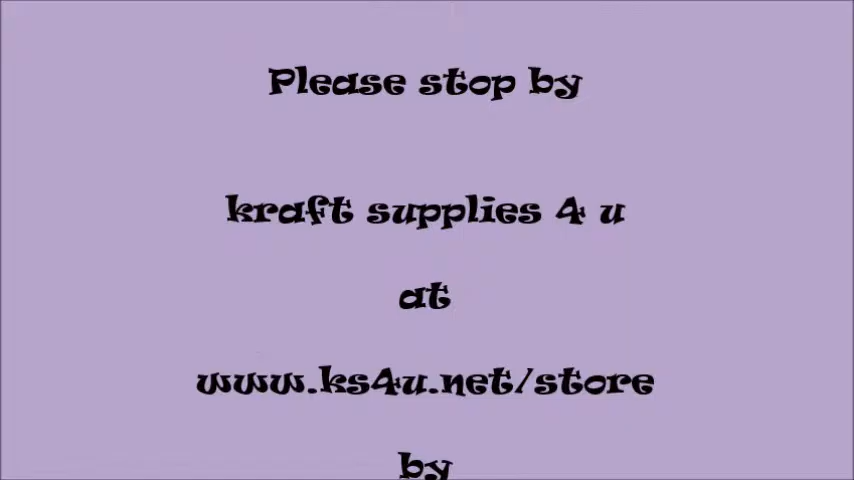 Please stop by
kraft supplies 4 u
at
www.ks4u.net/store
by